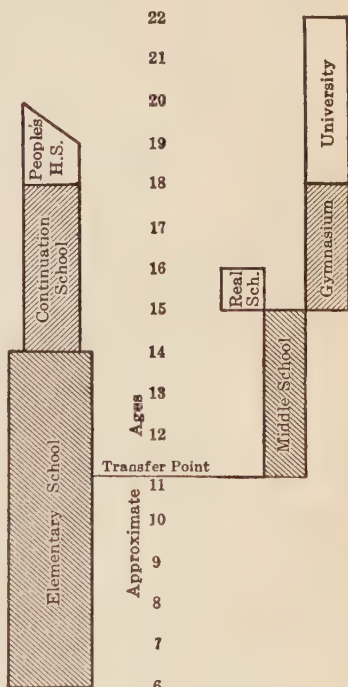 22
21
20
19
18
17
16
15
14
13
12
11
10
9
8
7
6
Approximate Ages
Transfer Point
People's
H.S.
Continuation
School
Elementary School
Real
Sch.
Middle School
Gymnasium
University